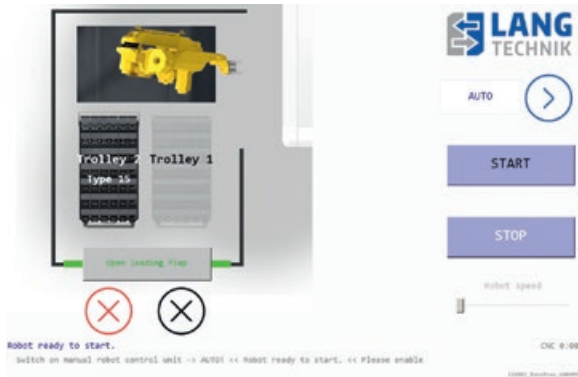 LANG
TECHNIK
AUTO
START
STOP
Robot speed
Trolley 2
Type 15
Trolley 1
Open loading flap
Robot ready to start.
Switch on manual robot control unit -> AUTO! << Robot ready to start. << Please enable
CNC 0:00